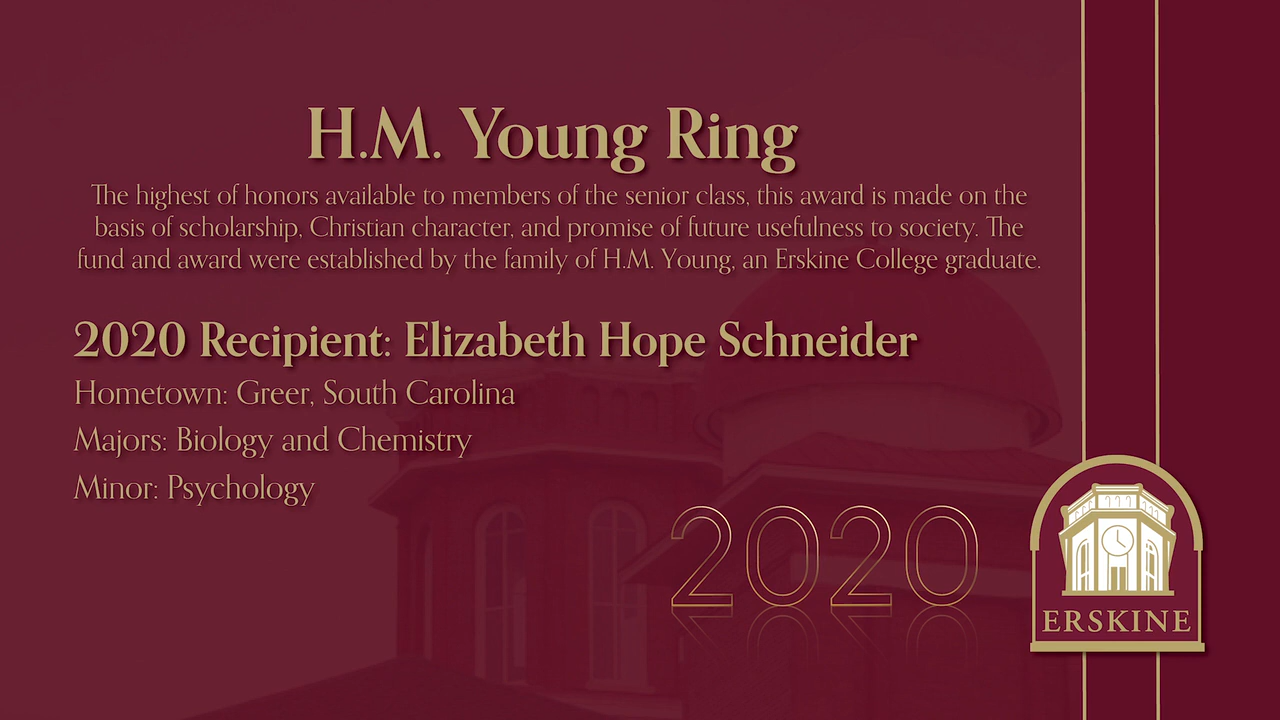 H.M. Young Ring
The highest of honors available to members of the senior class, this award is made on the
basis of scholarship, Christian character, and promise of future usefulness to society. The
fund and award were established by the family of H.M. Young, an Erskine College graduate.
2020 Recipient: Elizabeth Hope Schneider
Hometown: Greer, South Carolina
Majors: Biology and Chemistry
Minor: Psychology
2020
ERSKINE